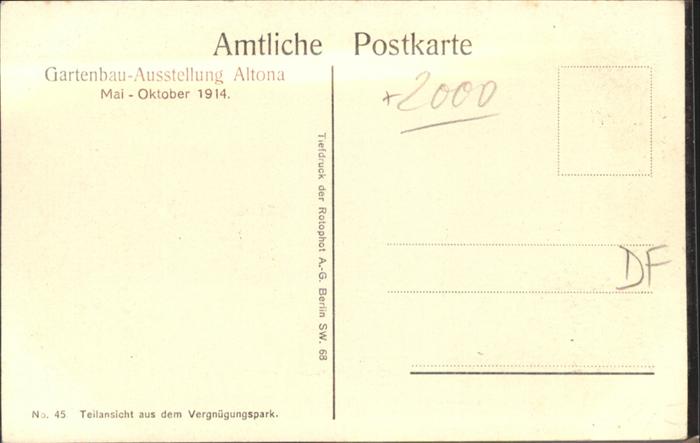 Amtliche Postkarte
Gartenbau-Ausstellung Altona
Mai - Oktober 1914.
+2000
Tiefdruck der Rotophot A.-G. Berlin SW. 68
DF
No. 45 Teilansicht aus dem Vergnügungspark.